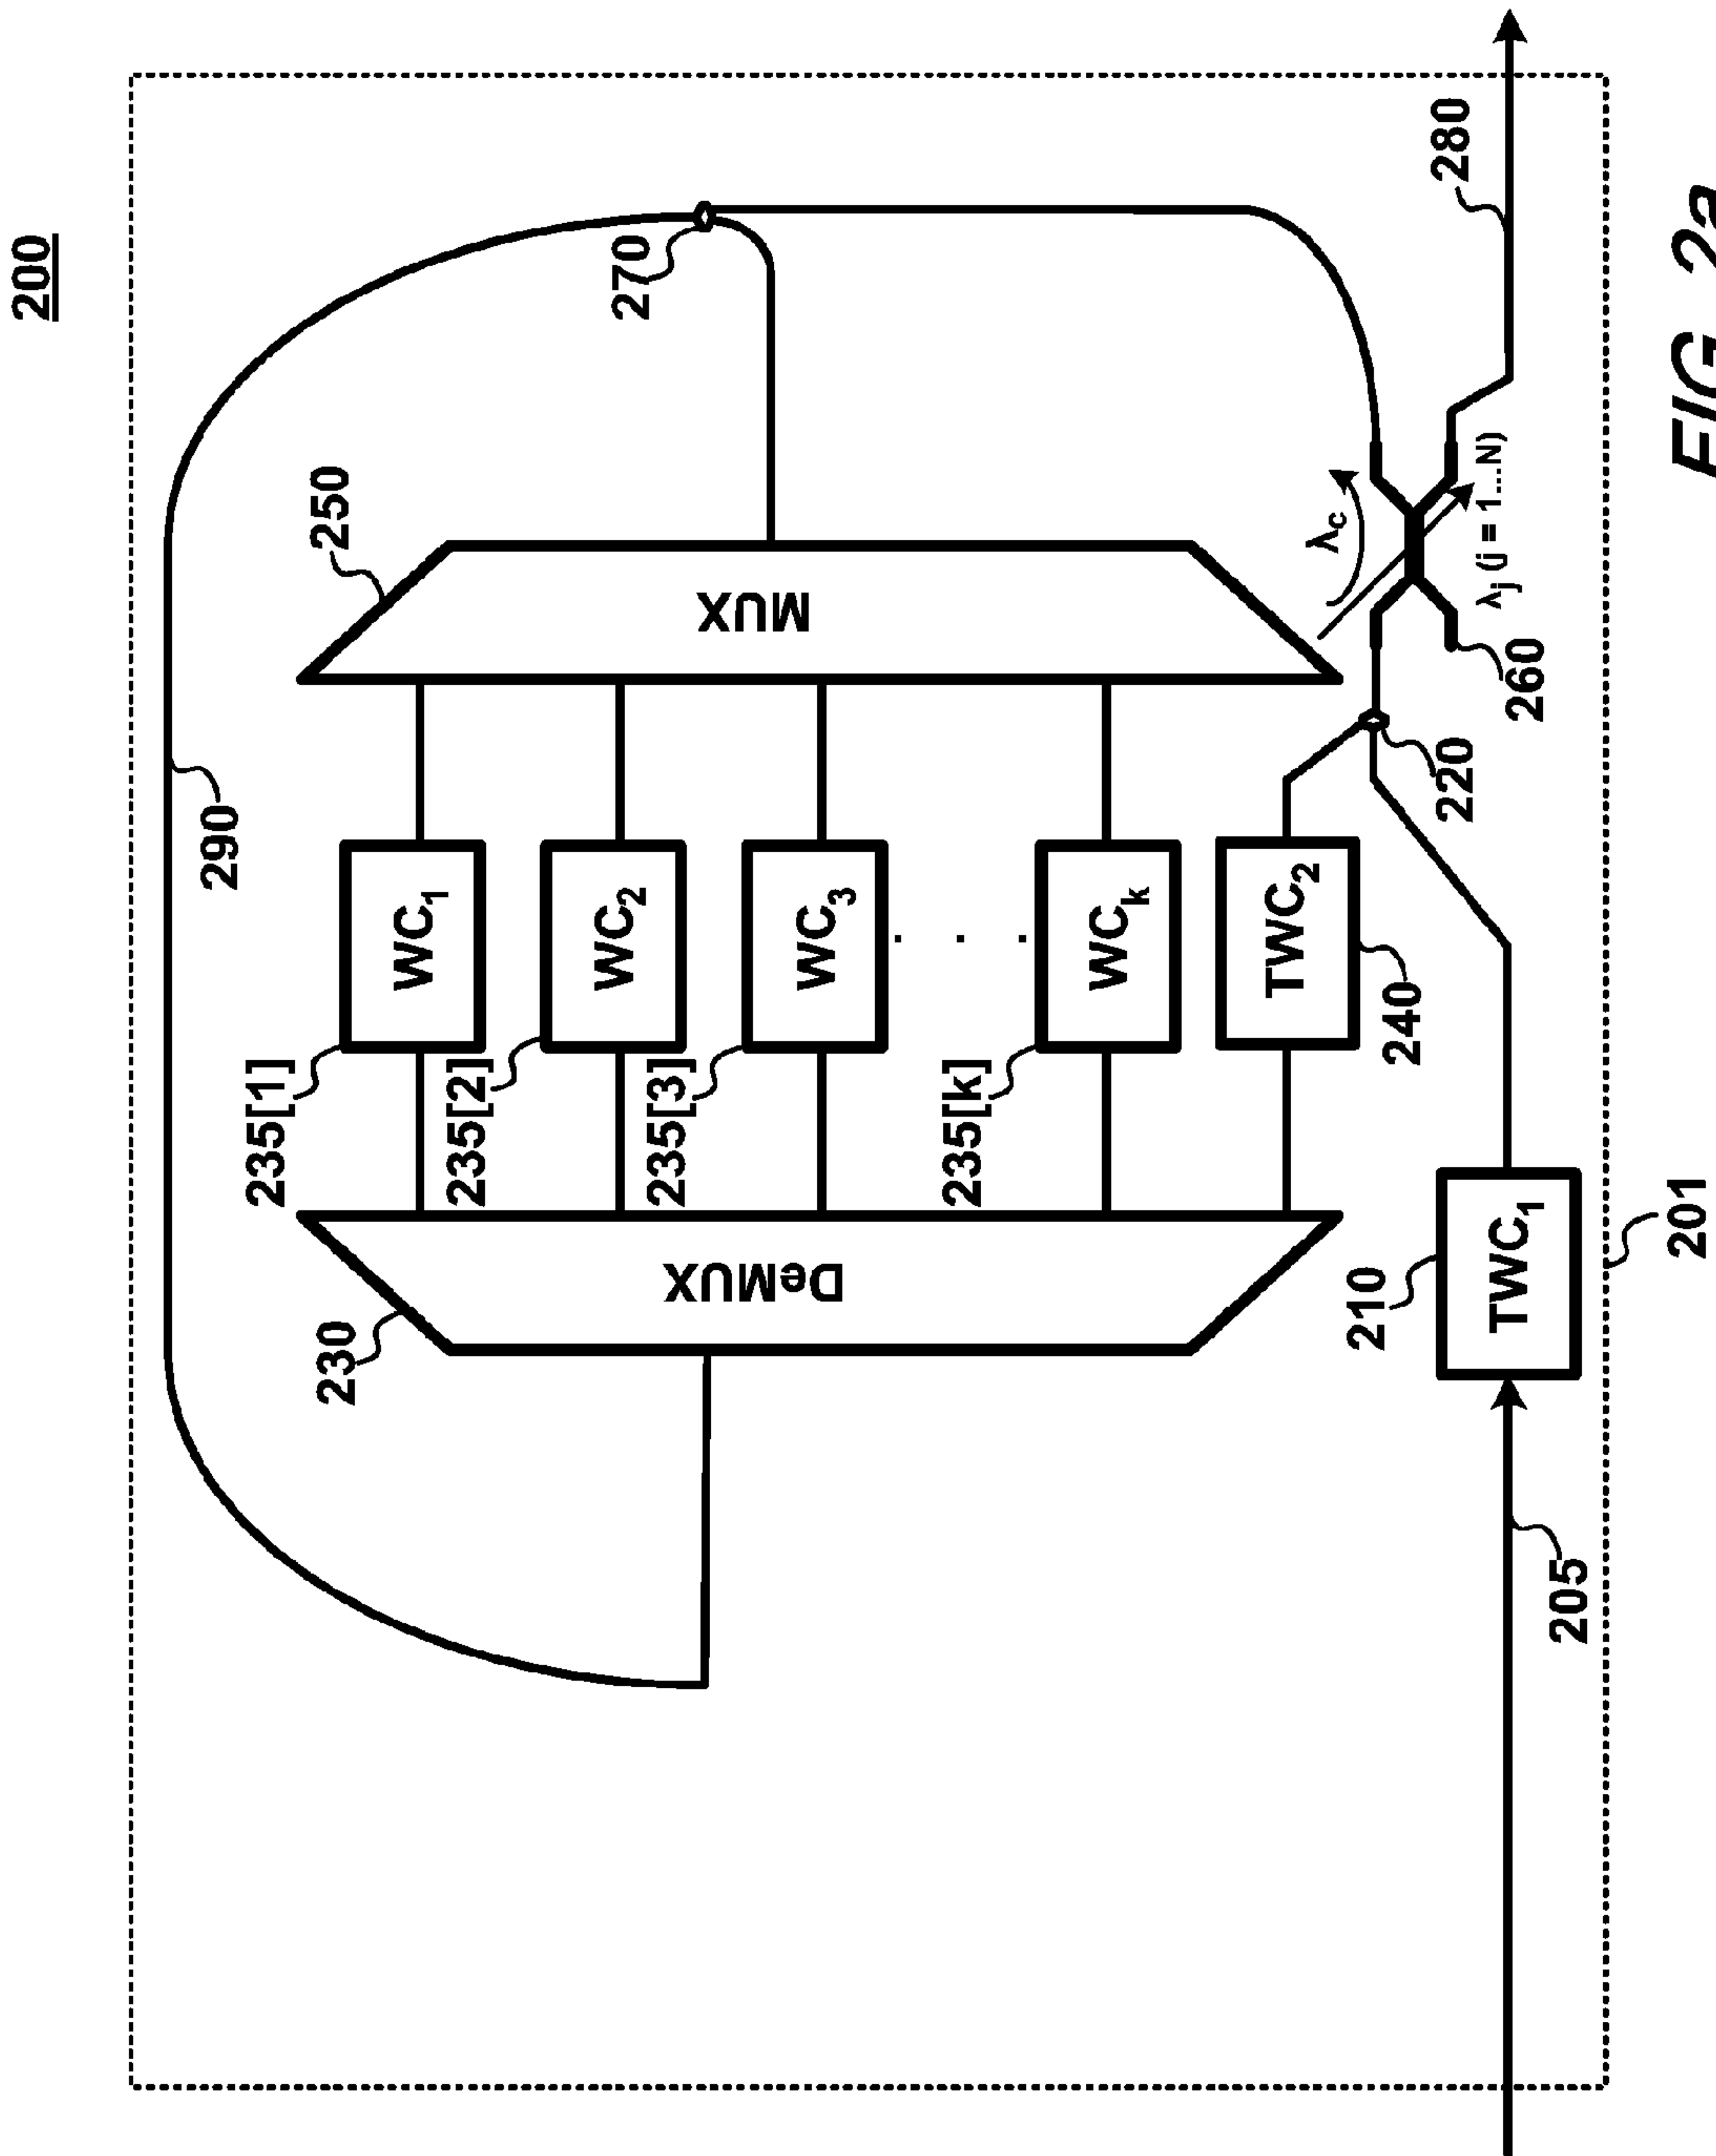 200
290
235[1]
WC1
235[2]
WC2
235[3]
WC3
. . .
235[k]
WCk
TWC2
240
230
DeMUX
250
MUX
270
220
260
λc
λj (j = 1...N)
280
210
TWC1
205
201
FIG. 2a